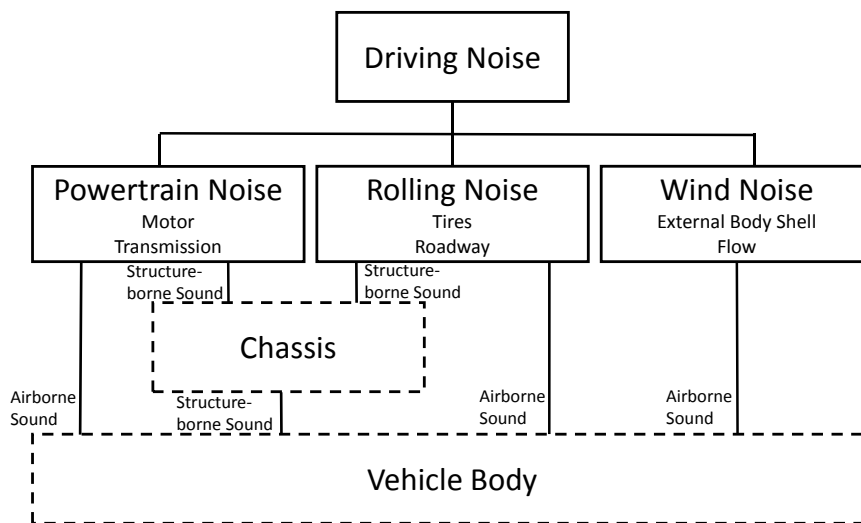 Driving Noise
Powertrain Noise
Motor
Transmission
Rolling Noise
Tires
Roadway
Wind Noise
External Body Shell
Flow
Structure-
borne Sound
Structure-
borne Sound
Chassis
Airborne
Sound
Structure-
borne Sound
Airborne
Sound
Airborne
Sound
Vehicle Body